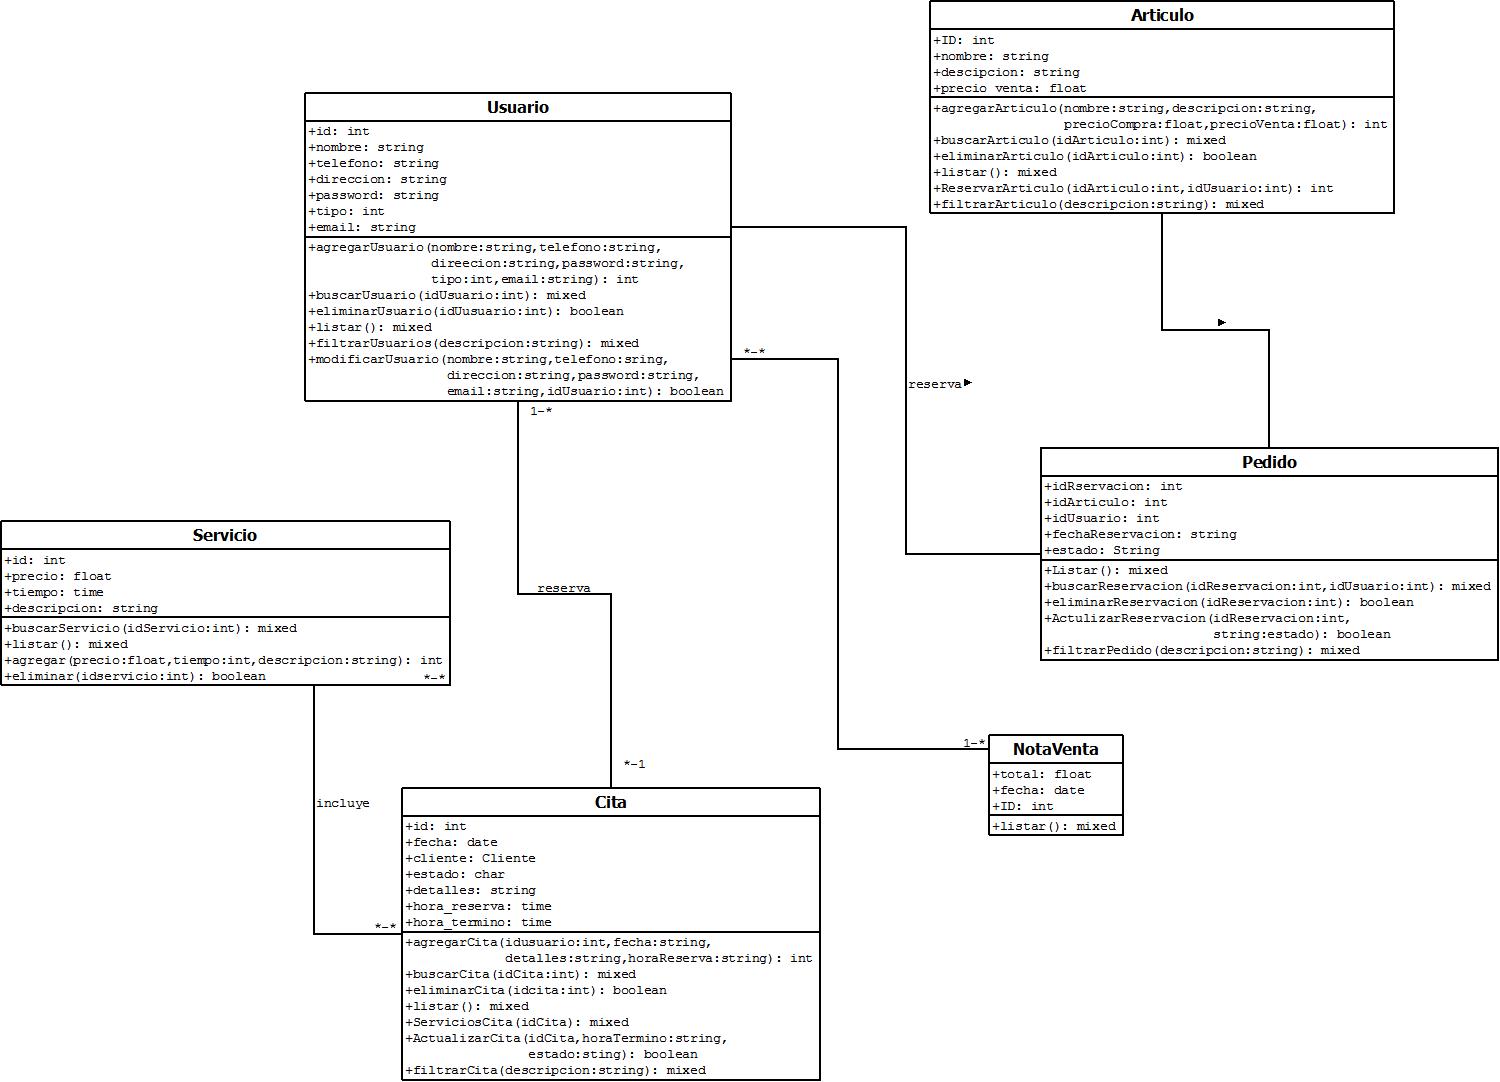 Articulo
+ID: int
+nombre: string
+descipcion: string
+precio venta: float
+agregarArticulo(nombre:string,descripcion:string,
precioCompra:float,precioVenta:float): int
+buscarArticulo(idArticulo:int): mixed
+eliminarArticulo(idArticulo:int): boolean
+listar(): mixed
+ReservarArticulo(idArticulo:int,idUsuario:int): int
+filtrarArticulo(descripcion:string): mixed
Usuario
+id: int
+nombre: string
+telefono: string
+direccion: string
+password: string
+tipo: int
+email: string
+agregarUsuario(nombre:string,telefono:string,
direecion:string,password:string,
tipo:int,email:string): int
+buscarUsuario(idUsuario:int): mixed
+eliminarUsuario(idUusuario:int): boolean
+listar(): mixed
+filtrarUsuarios(descripcion:string): mixed
+modificarUsuario(nombre:string,telefono:sring,
direccion:string,password:string,
email:string,idUsuario:int): boolean
*-*
reserva
1-*
Pedido
+idRservacion: int
+idArticulo: int
+idUsuario: int
+fechaReservacion: string
+estado: String
+Listar(): mixed
+buscarReservacion(idReservacion:int,idUsuario:int): mixed
+eliminarReservacion(idReservacion:int): boolean
+ActulizarReservacion(idReservacion:int,
string:estado): boolean
+filtrarPedido(descripcion:string): mixed
Servicio
+id: int
+precio: float
+tiempo: time
+descripcion: string
+buscarServicio(idServicio:int): mixed
+listar(): mixed
+agregar(precio:float,tiempo:int,descripcion:string): int
+eliminar(idservicio:int): boolean
*-*
reserva
*-1
incluye
*-*
1-*
NotaVenta
+total: float
+fecha: date
+ID: int
+listar(): mixed
Cita
+id: int
+fecha: date
+cliente: Cliente
+estado: char
+detalles: string
+hora_reserva: time
+hora_termino: time
+agregarCita(idusuario:int,fecha:string,
detalles:string,horaReserva:string): int
+buscarCita(idCita:int): mixed
+eliminarCita(idcita:int): boolean
+listar(): mixed
+ServiciosCita(idCita): mixed
+ActualizarCita(idCita,horaTermino:string,
estado:sting): boolean
+filtrarCita(descripcion:string): mixed